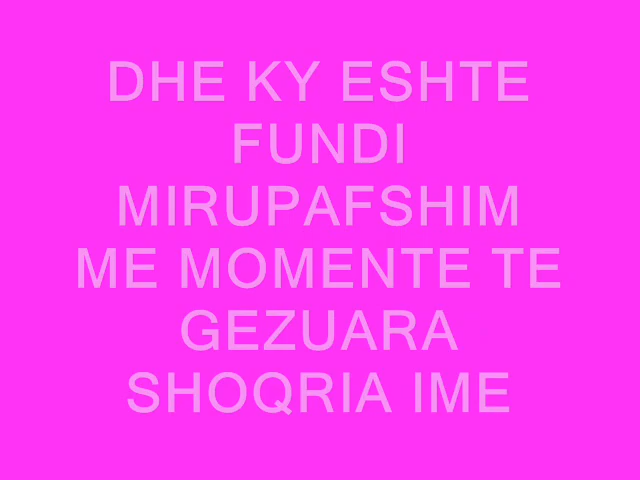 DHE KY ESHTE
FUNDI
MIRUPAFSHIM
ME MOMENTE TE
GEZUARA
SHOQRIA IME